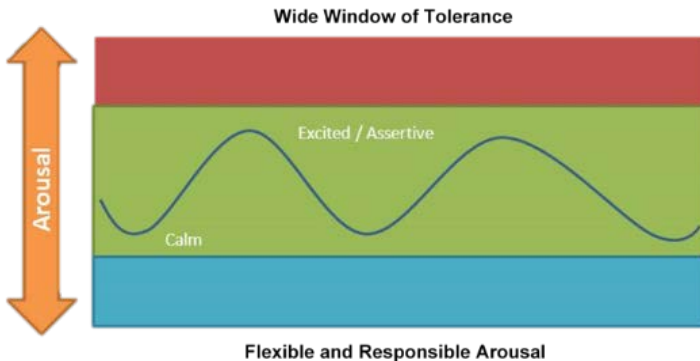 Wide Window of Tolerance
Arousal
Excited / Assertive
Calm
Flexible and Responsible Arousal